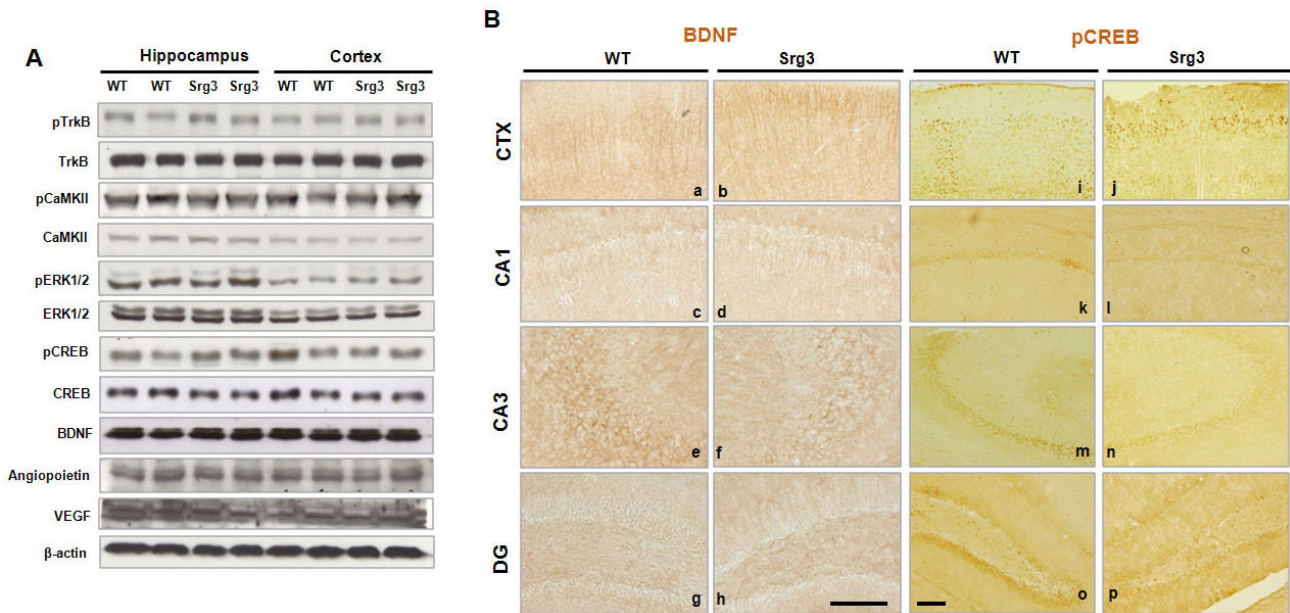 A
Hippocampus Cortex
WT WT Srg3 Srg3 WT WT Srg3 Srg3
pTrkB
TrkB
pCaMKII
CaMKII
pERK1/2
ERK1/2
pCREB
CREB
BDNF
Angiopoietin
VEGF
β-actin
B
BDNF pCREB
WT Srg3 WT Srg3
CTX
a b i j
CA1
c d k l
CA3
e f m n
DG
g h o p